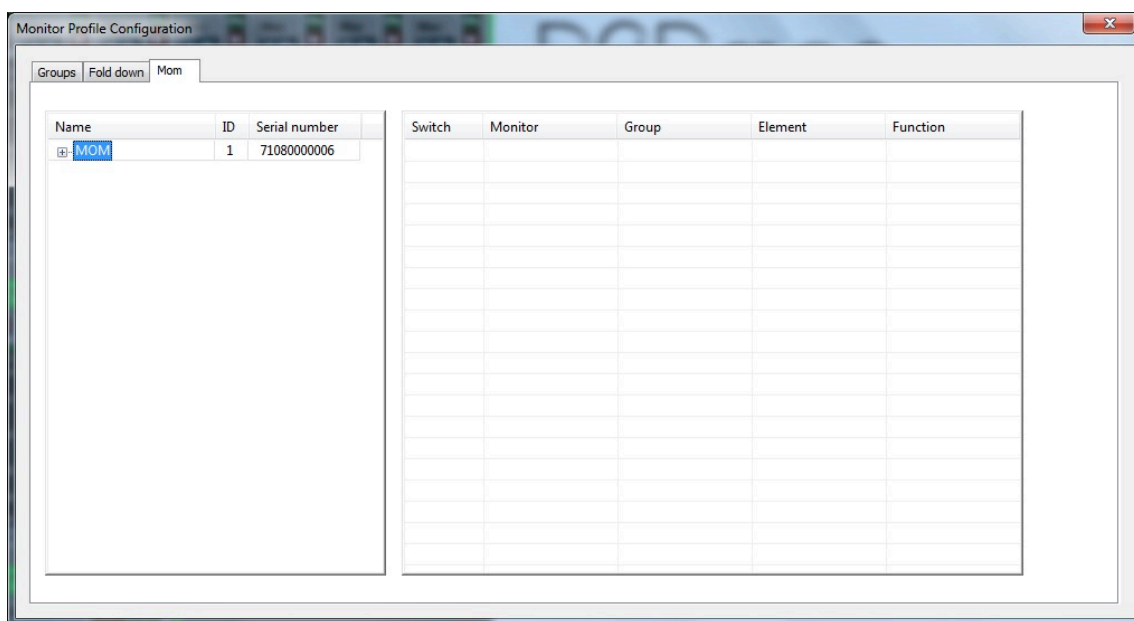 Monitor Profile Configuration
Groups Fold down Mom
Name ID Serial number Switch Monitor Group Element Function
MOM 1 71080000006